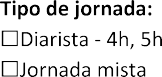 Tipo de jornada:
☐Diarista - 4h, 5h
☐Jornada mista